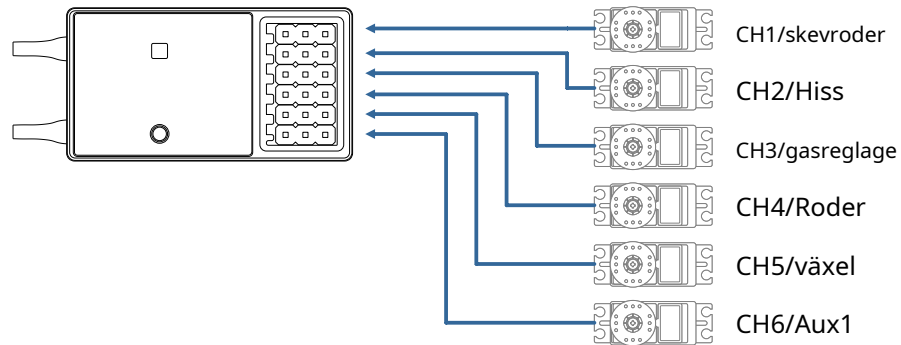 CH1/skevroder
CH2/Hiss
CH3/gasreglage
CH4/Roder
CH5/växel
CH6/Aux1